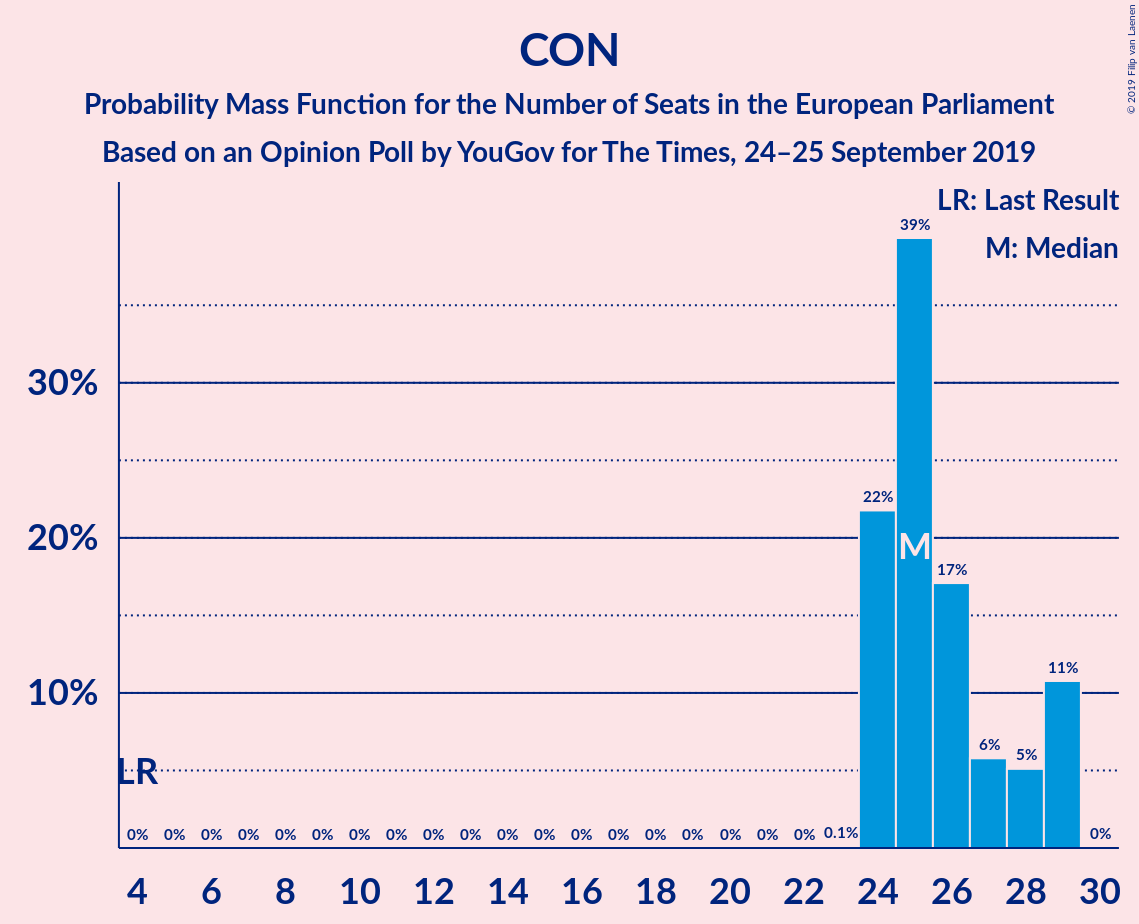 © 2019 Filip van Laenen
CON
Probability Mass Function for the Number of Seats in the European Parliament
Based on an Opinion Poll by YouGov for The Times, 24–25 September 2019
LR: Last Result
M: Median
39%
30%
22%
20%
M
17%
11%
10%
6%
5%
LR
0% 0% 0% 0% 0% 0% 0% 0% 0% 0% 0% 0% 0% 0% 0% 0% 0% 0% 0% 0.1% 0%
4 6 8 10 12 14 16 18 20 22 24 26 28 30